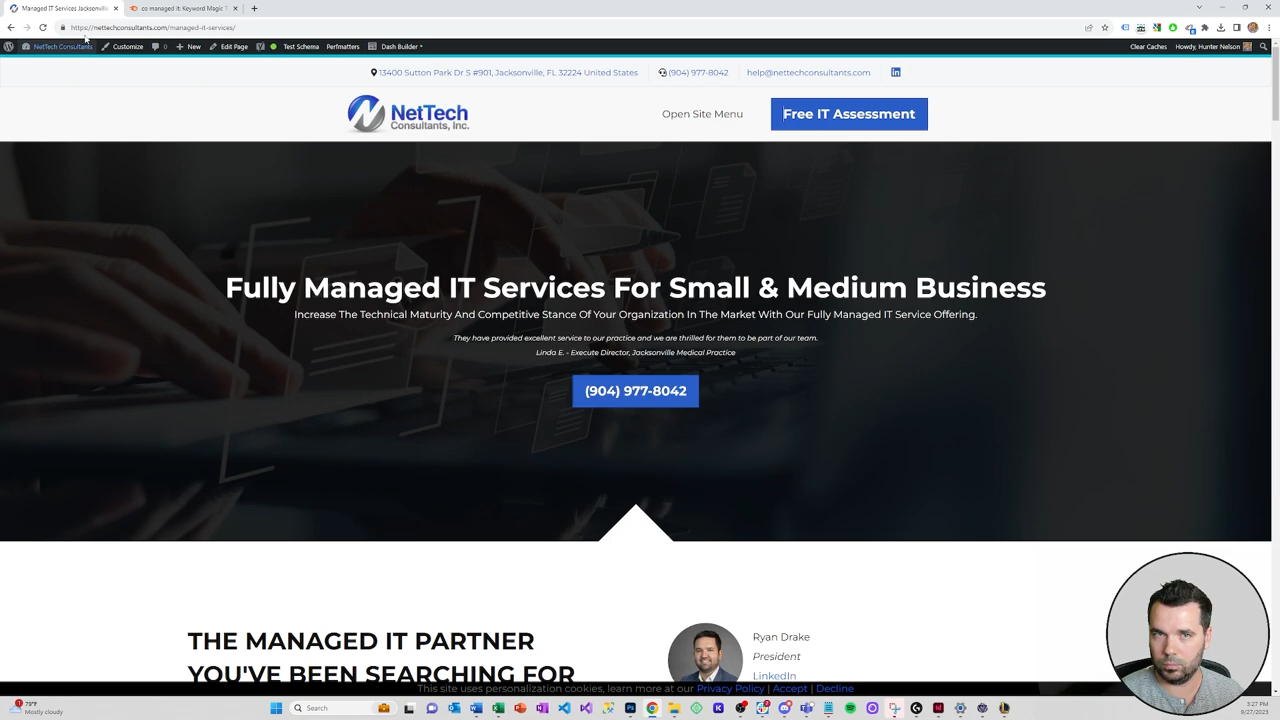 Managed IT Services Jacksonville
co managed it: Keyword Magic T
https://nettechconsultants.com/managed-it-services/
NetTech Consultants
Customize
0
New
Edit Page
Test Schema
Perfmatters
Dash Builder
Clear Caches
Howdy, Hunter Nelson
13400 Sutton Park Dr S #901, Jacksonville, FL 32224 United States
(904) 977-8042
help@nettechconsultants.com
NetTech
Consultants, Inc.
Open Site Menu
Free IT Assessment
Fully Managed IT Services For Small & Medium Business
Increase The Technical Maturity And Competitive Stance Of Your Organization In The Market With Our Fully Managed IT Service Offering.
They have provided excellent service to our practice and we are thrilled for them to be part of our team.
Linda E. - Execute Director, Jacksonville Medical Practice
(904) 977-8042
THE MANAGED IT PARTNER
YOU'VE BEEN SEARCHING FOR
Ryan Drake
President
LinkedIn
This site uses personalization cookies, learn more at our Privacy Policy | Accept | Decline
79°F
Mostly cloudy
Search
3:27 PM
9/27/2023